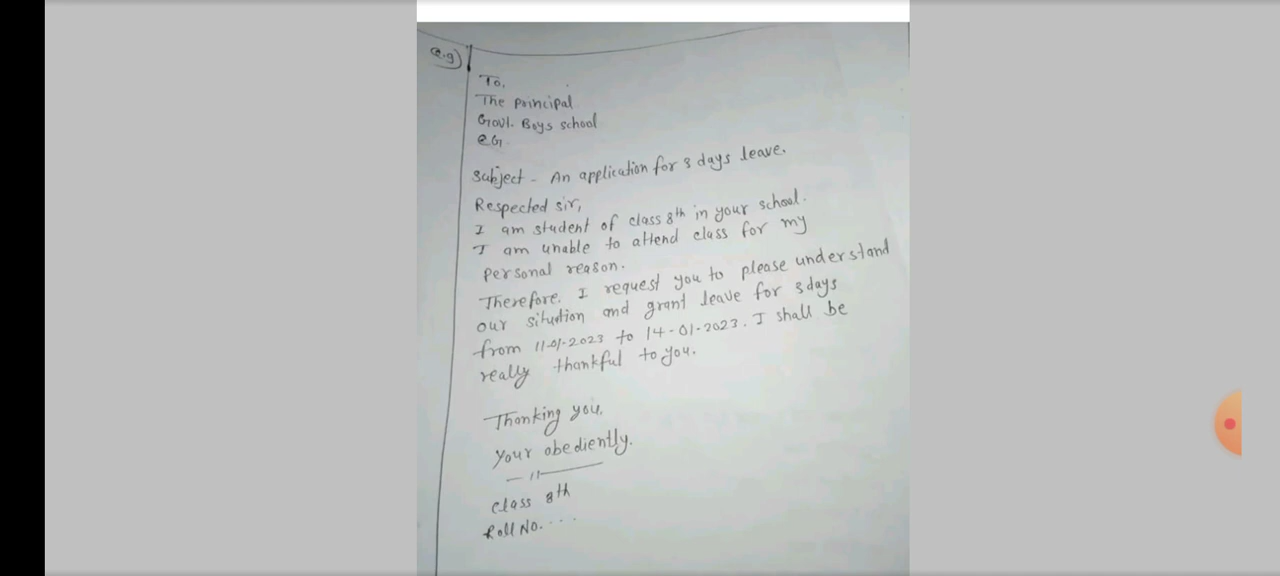 e.g)
To,
The Principal
Govt. Boys school
e.G.
Subject - An application for 3 days leave.
Respected sir,
I am student of class 8th in your school.
I am unable to attend class for my
personal reason.
Therefore. I request you to please understand
our situation and grant leave for 3 days
from 11-01-2023 to 14-01-2023. I shall be
really thankful to you.
Thanking you,
Your obediently.
Class 8th
Roll No. ....